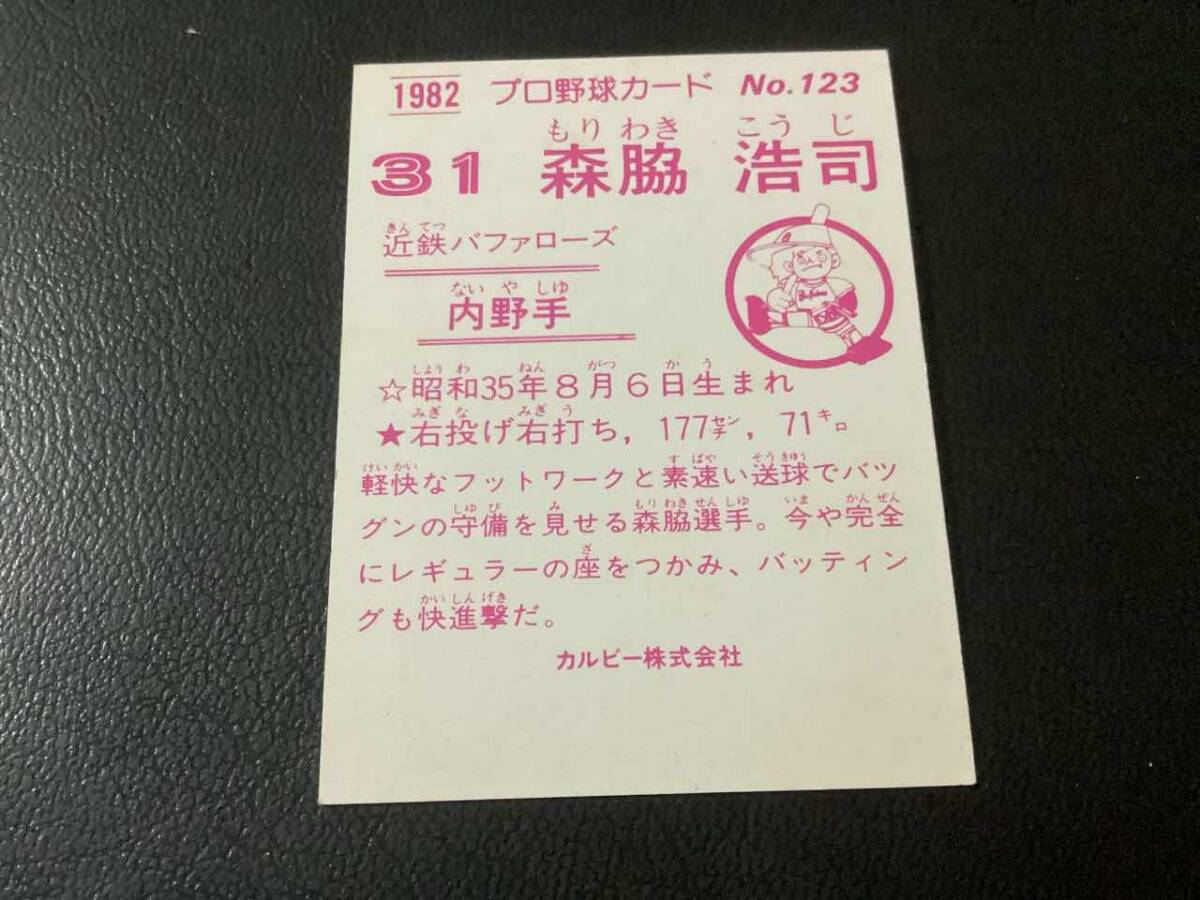 1982 プロ野球カード No.123
もり わき こう じ
31 森脇 浩司
きん てつ
近鉄バファローズ
ない や しゆ
内野手
しよう わ ねん がつ か う
☆昭和35年8月6日生まれ
みぎ な みぎ う
★右投げ右打ち，177センチ，71キロ
けい かい す ばや そう きゆう
軽快なフットワークと素速い送球でバツ
しゆ び み もり わき せん しゆ いま かん ぜん
グンの守備を見せる森脇選手。今や完全
ざ
にレギュラーの座をつかみ、バッティン
かい しん げき
グも快進撃だ。
カルビー株式会社